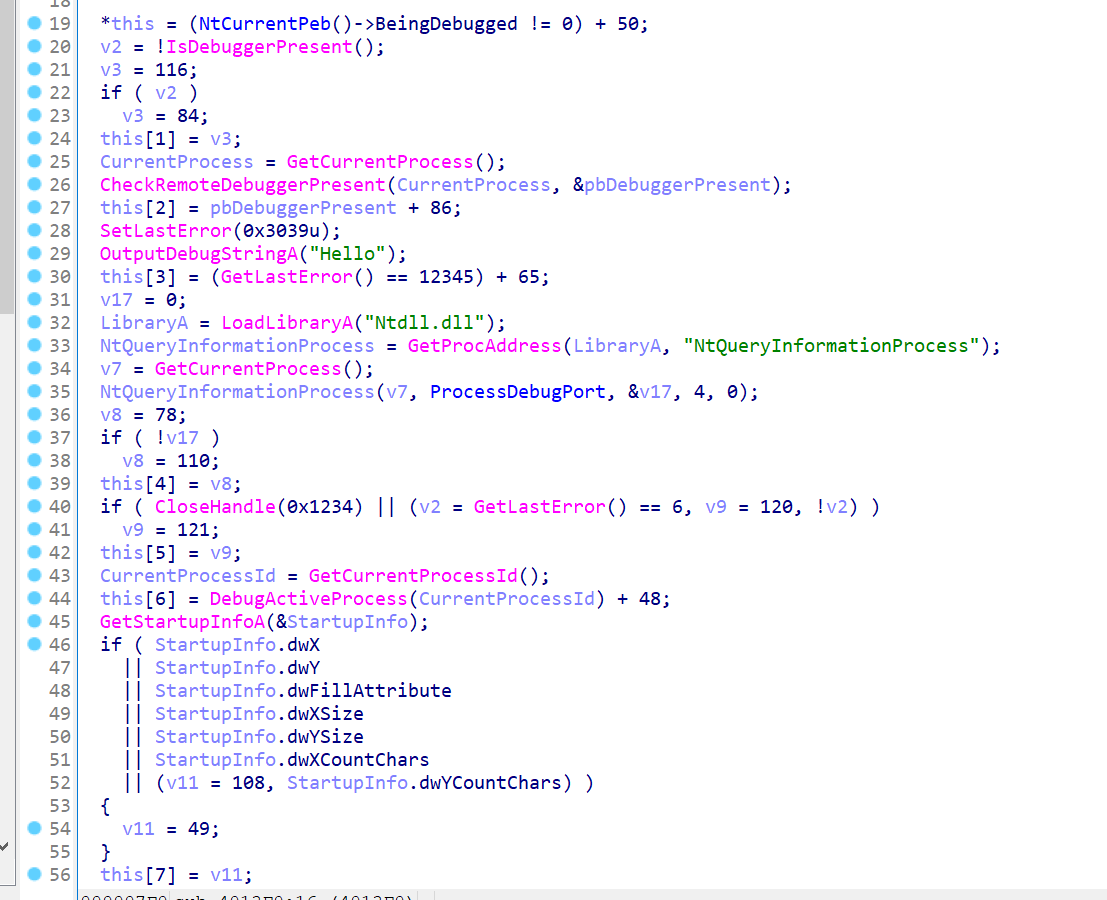 18
19 *this = (NtCurrentPeb()->BeingDebugged != 0) + 50;
20 v2 = !IsDebuggerPresent();
21 v3 = 116;
22 if ( v2 )
23 v3 = 84;
24 this[1] = v3;
25 CurrentProcess = GetCurrentProcess();
26 CheckRemoteDebuggerPresent(CurrentProcess, &pbDebuggerPresent);
27 this[2] = pbDebuggerPresent + 86;
28 SetLastError(0x3039u);
29 OutputDebugStringA("Hello");
30 this[3] = (GetLastError() == 12345) + 65;
31 v17 = 0;
32 LibraryA = LoadLibraryA("Ntdll.dll");
33 NtQueryInformationProcess = GetProcAddress(LibraryA, "NtQueryInformationProcess");
34 v7 = GetCurrentProcess();
35 NtQueryInformationProcess(v7, ProcessDebugPort, &v17, 4, 0);
36 v8 = 78;
37 if ( !v17 )
38 v8 = 110;
39 this[4] = v8;
40 if ( CloseHandle(0x1234) || (v2 = GetLastError() == 6, v9 = 120, !v2) )
41 v9 = 121;
42 this[5] = v9;
43 CurrentProcessId = GetCurrentProcessId();
44 this[6] = DebugActiveProcess(CurrentProcessId) + 48;
45 GetStartupInfoA(&StartupInfo);
46 if ( StartupInfo.dwX
47 || StartupInfo.dwY
48 || StartupInfo.dwFillAttribute
49 || StartupInfo.dwXSize
50 || StartupInfo.dwYSize
51 || StartupInfo.dwXCountChars
52 || (v11 = 108, StartupInfo.dwYCountChars) )
53 {
54 v11 = 49;
55 }
56 this[7] = v11;